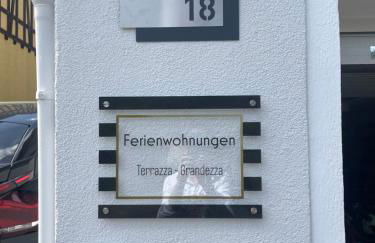 18
Ferienwohnungen
Terrazza - Grandezza